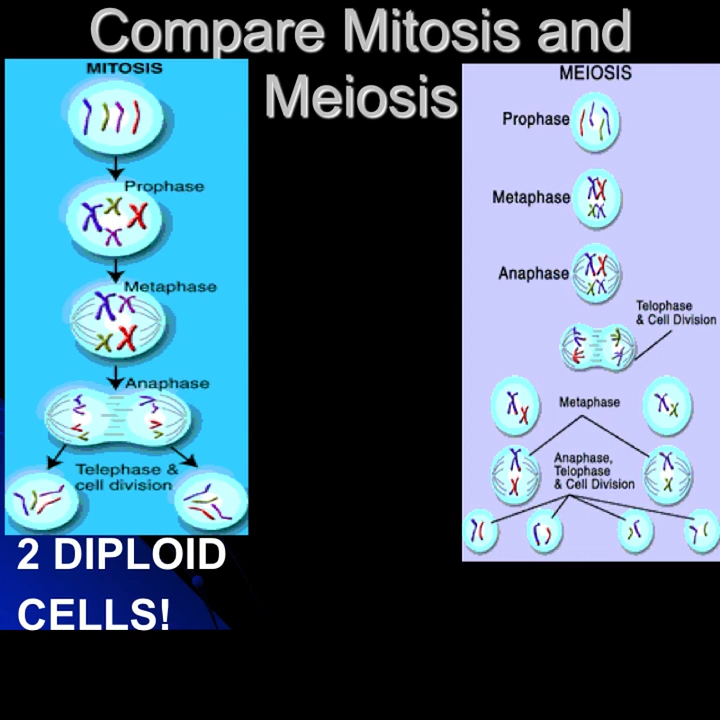 Compare Mitosis and
Meiosis
MITOSIS
Prophase
Metaphase
Anaphase
Telephase &
cell division
2 DIPLOID
CELLS!
MEIOSIS
Prophase
Metaphase
Anaphase
Telophase
& Cell Division
Metaphase
Anaphase,
Telophase
& Cell Division